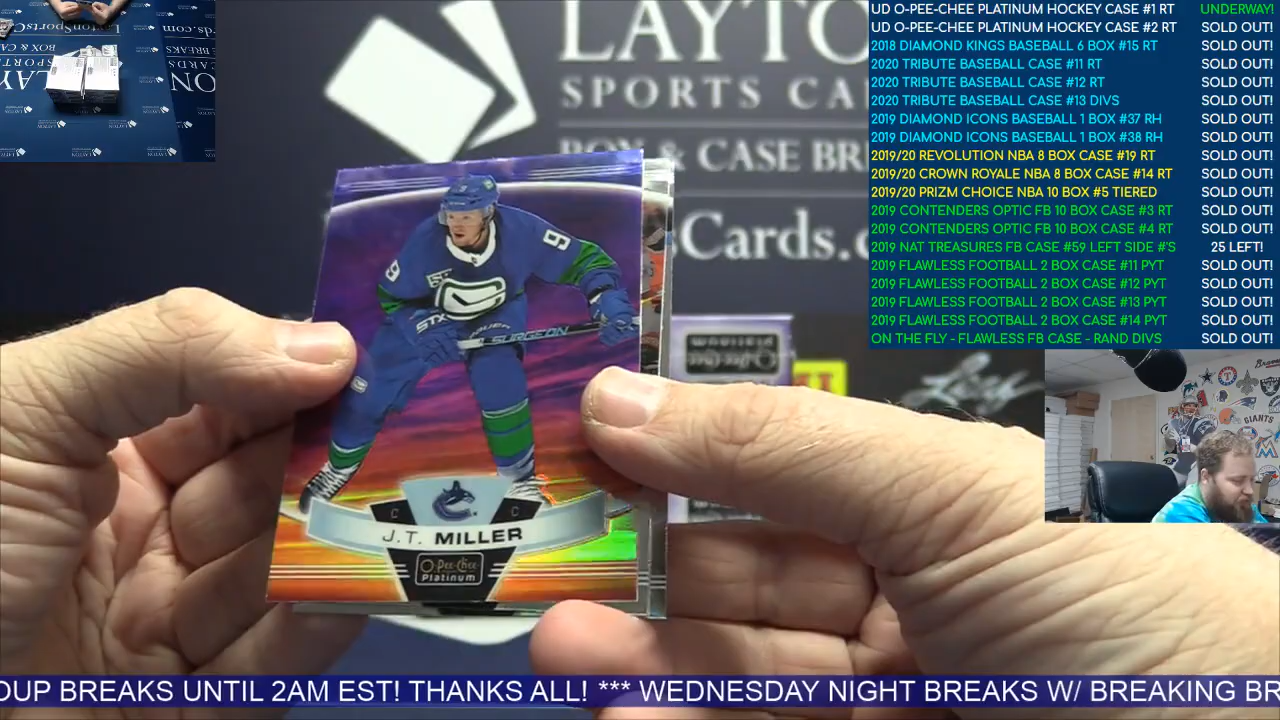 LAYTO
SPORTS CA
BOX & CASE BRE
sCards.c
UD O-PEE-CHEE PLATINUM HOCKEY CASE #1 RT UNDERWAY!
UD O-PEE-CHEE PLATINUM HOCKEY CASE #2 RT SOLD OUT!
2018 DIAMOND KINGS BASEBALL 6 BOX #15 RT SOLD OUT!
2020 TRIBUTE BASEBALL CASE #11 RT SOLD OUT!
2020 TRIBUTE BASEBALL CASE #12 RT SOLD OUT!
2020 TRIBUTE BASEBALL CASE #13 DIVS SOLD OUT!
2019 DIAMOND ICONS BASEBALL 1 BOX #37 RH SOLD OUT!
2019 DIAMOND ICONS BASEBALL 1 BOX #38 RH SOLD OUT!
2019/20 REVOLUTION NBA 8 BOX CASE #19 RT SOLD OUT!
2019/20 CROWN ROYALE NBA 8 BOX CASE #14 RT SOLD OUT!
2019/20 PRIZM CHOICE NBA 10 BOX #5 TIERED SOLD OUT!
2019 CONTENDERS OPTIC FB 10 BOX CASE #3 RT SOLD OUT!
2019 CONTENDERS OPTIC FB 10 BOX CASE #4 RT SOLD OUT!
2019 NAT TREASURES FB CASE #59 LEFT SIDE #'S 25 LEFT!
2019 FLAWLESS FOOTBALL 2 BOX CASE #11 PYT SOLD OUT!
2019 FLAWLESS FOOTBALL 2 BOX CASE #12 PYT SOLD OUT!
2019 FLAWLESS FOOTBALL 2 BOX CASE #13 PYT SOLD OUT!
2019 FLAWLESS FOOTBALL 2 BOX CASE #14 PYT SOLD OUT!
ON THE FLY - FLAWLESS FB CASE - RAND DIVS SOLD OUT!
9
9
STX
BAUER
SURGEON
C C
J.T. MILLER
O-Pee-Chee
Platinum
O-Pee-Chee
Platinum
Leaf
GIANTS
OUP BREAKS UNTIL 2AM EST! THANKS ALL! *** WEDNESDAY NIGHT BREAKS W/ BREAKING BR